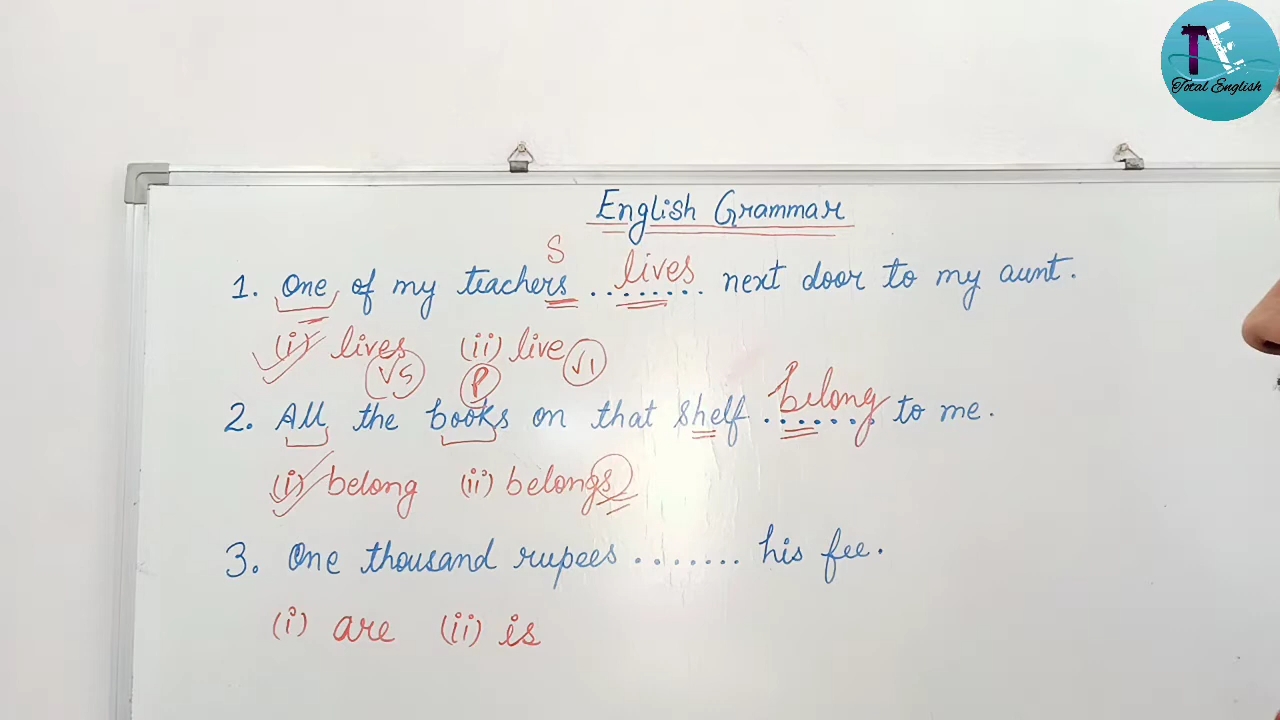 TE
Total English
English Grammar
S
1. One of my teachers ........ lives next door to my aunt.
(i) lives (ii) live
V5 P V1
2. All the books on that shelf ....... belong to me.
(i) belong (ii) belongs
3. One thousand rupees ....... his fee.
(i) are (ii) is